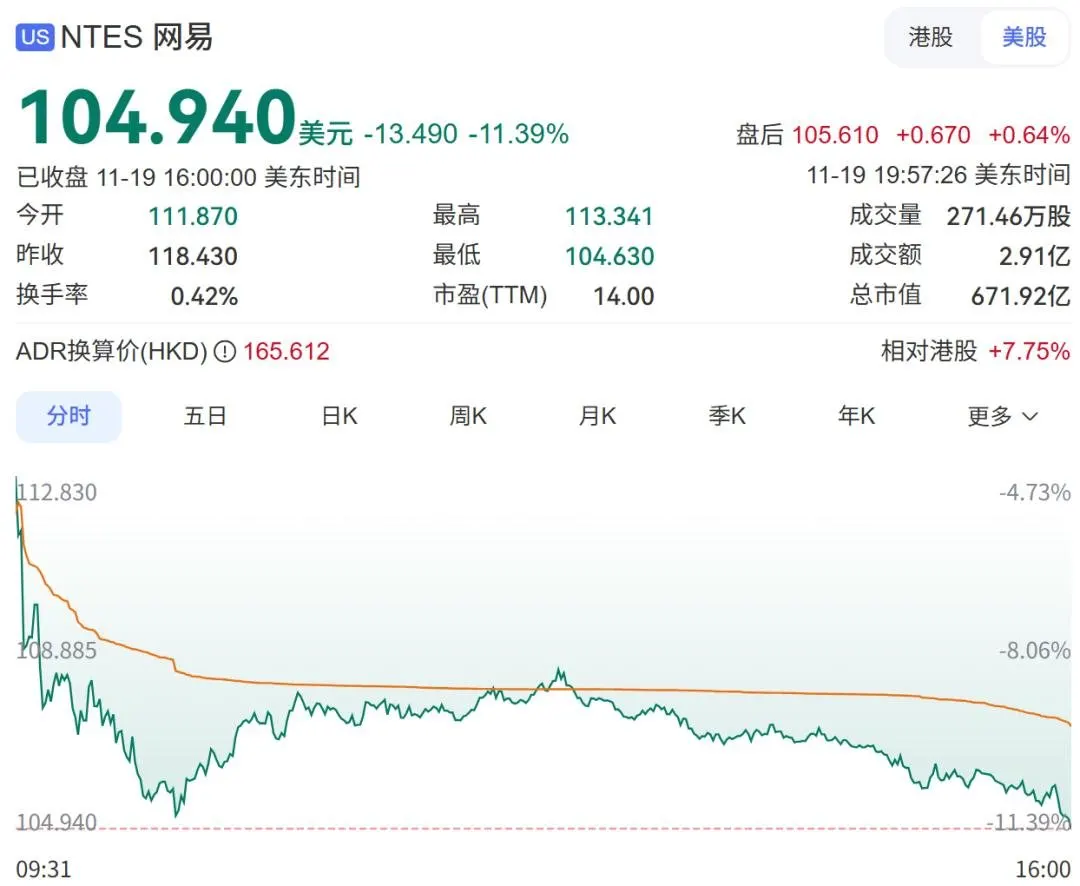 US NTES 网易 港股 美股
104.940 美元 -13.490 -11.39% 盘后 105.610 +0.670 +0.64%
已收盘 11-19 16:00:00 美东时间 11-19 19:57:26 美东时间
今开 111.870 最高 113.341 成交量 271.46万股
昨收 118.430 最低 104.630 成交额 2.91亿
换手率 0.42% 市盈(TTM) 14.00 总市值 671.92亿
ADR换算价(HKD) 165.612 相对港股 +7.75%
分时 五日 日K 周K 月K 季K 年K 更多
112.830 -4.73%
108.885 -8.06%
104.940 -11.39%
09:31 16:00